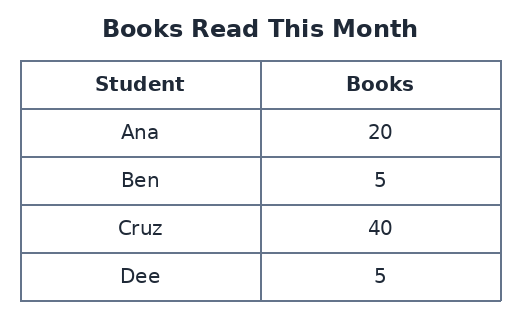 Books Read This Month
Student Books
Ana 20
Ben 5
Cruz 40
Dee 5